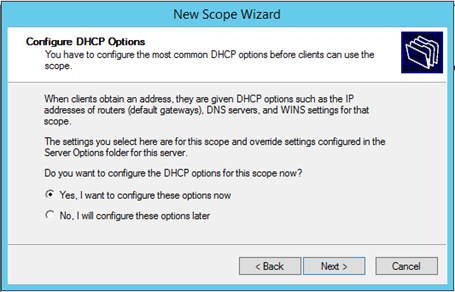 New Scope Wizard
Configure DHCP Options
You have to configure the most common DHCP options before clients can use the
scope.
When clients obtain an address, they are given DHCP options such as the IP
addresses of routers (default gateways), DNS servers, and WINS settings for that
scope.
The settings you select here are for this scope and override settings configured in the
Server Options folder for this server.
Do you want to configure the DHCP options for this scope now?
Yes, I want to configure these options now
No, I will configure these options later
< Back Next > Cancel